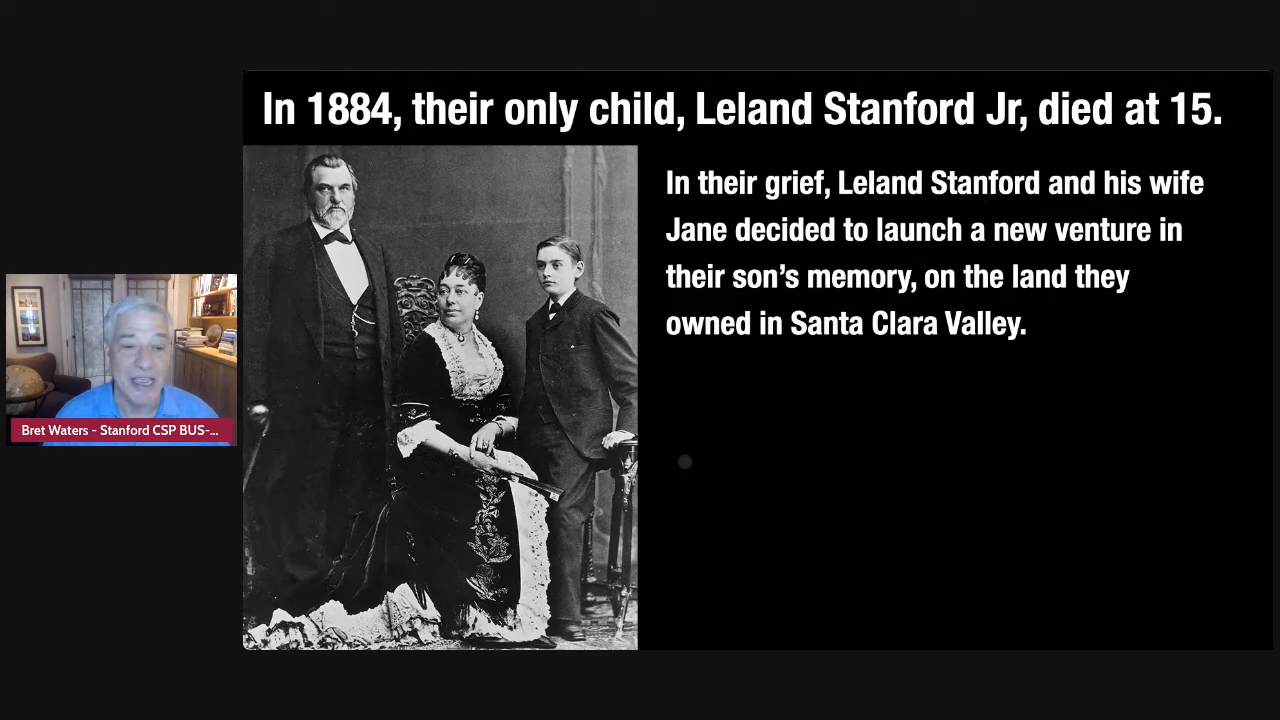 In 1884, their only child, Leland Stanford Jr, died at 15.
In their grief, Leland Stanford and his wife
Jane decided to launch a new venture in
their son’s memory, on the land they
owned in Santa Clara Valley.
Bret Waters - Stanford CSP BUS-...